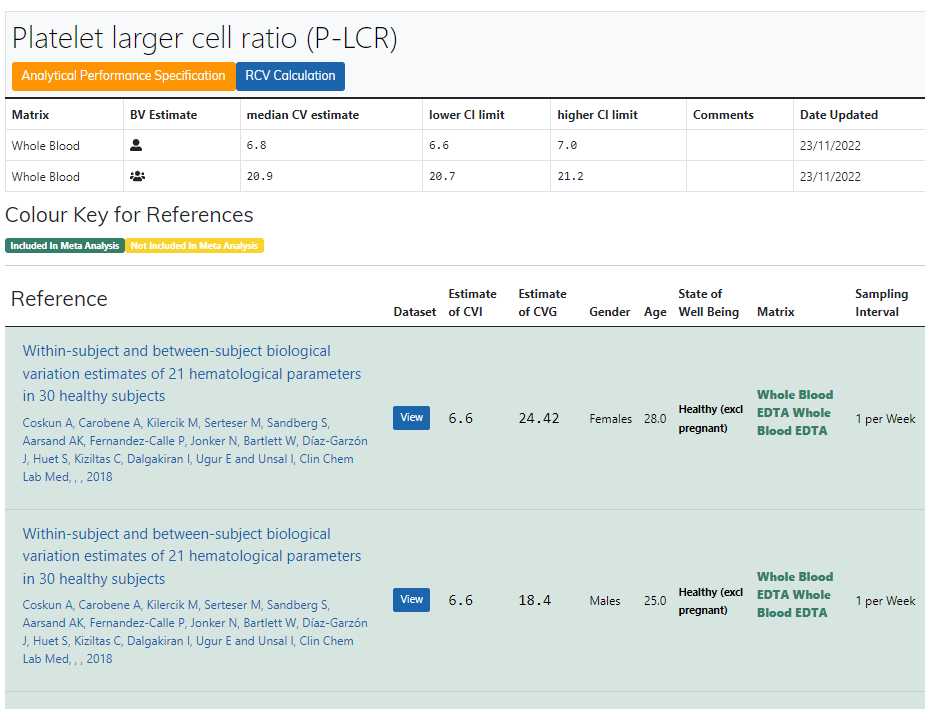 Platelet larger cell ratio (P-LCR)
Analytical Performance Specification RCV Calculation
Matrix BV Estimate median CV estimate lower CI limit higher CI limit Comments Date Updated
Whole Blood 6.8 6.6 7.0 23/11/2022
Whole Blood 20.9 20.7 21.2 23/11/2022
Colour Key for References
Included In Meta Analysis Not Included In Meta Analysis
Reference Dataset Estimate of CVI Estimate of CVG Gender Age State of Well Being Matrix Sampling Interval
Within-subject and between-subject biological
variation estimates of 21 hematological parameters
in 30 healthy subjects
Coskun A, Carobene A, Kilercik M, Serteser M, Sandberg S,
Aarsand AK, Fernandez-Calle P, Jonker N, Bartlett W, Díaz-Garzón
J, Huet S, Kiziltas C, Dalgakiran I, Ugur E and Unsal I, Clin Chem
Lab Med, , , 2018
View 6.6 24.42 Females 28.0 Healthy (excl pregnant) Whole Blood EDTA Whole Blood EDTA 1 per Week
Within-subject and between-subject biological
variation estimates of 21 hematological parameters
in 30 healthy subjects
Coskun A, Carobene A, Kilercik M, Serteser M, Sandberg S,
Aarsand AK, Fernandez-Calle P, Jonker N, Bartlett W, Díaz-Garzón
J, Huet S, Kiziltas C, Dalgakiran I, Ugur E and Unsal I, Clin Chem
Lab Med, , , 2018
View 6.6 18.4 Males 25.0 Healthy (excl pregnant) Whole Blood EDTA Whole Blood EDTA 1 per Week